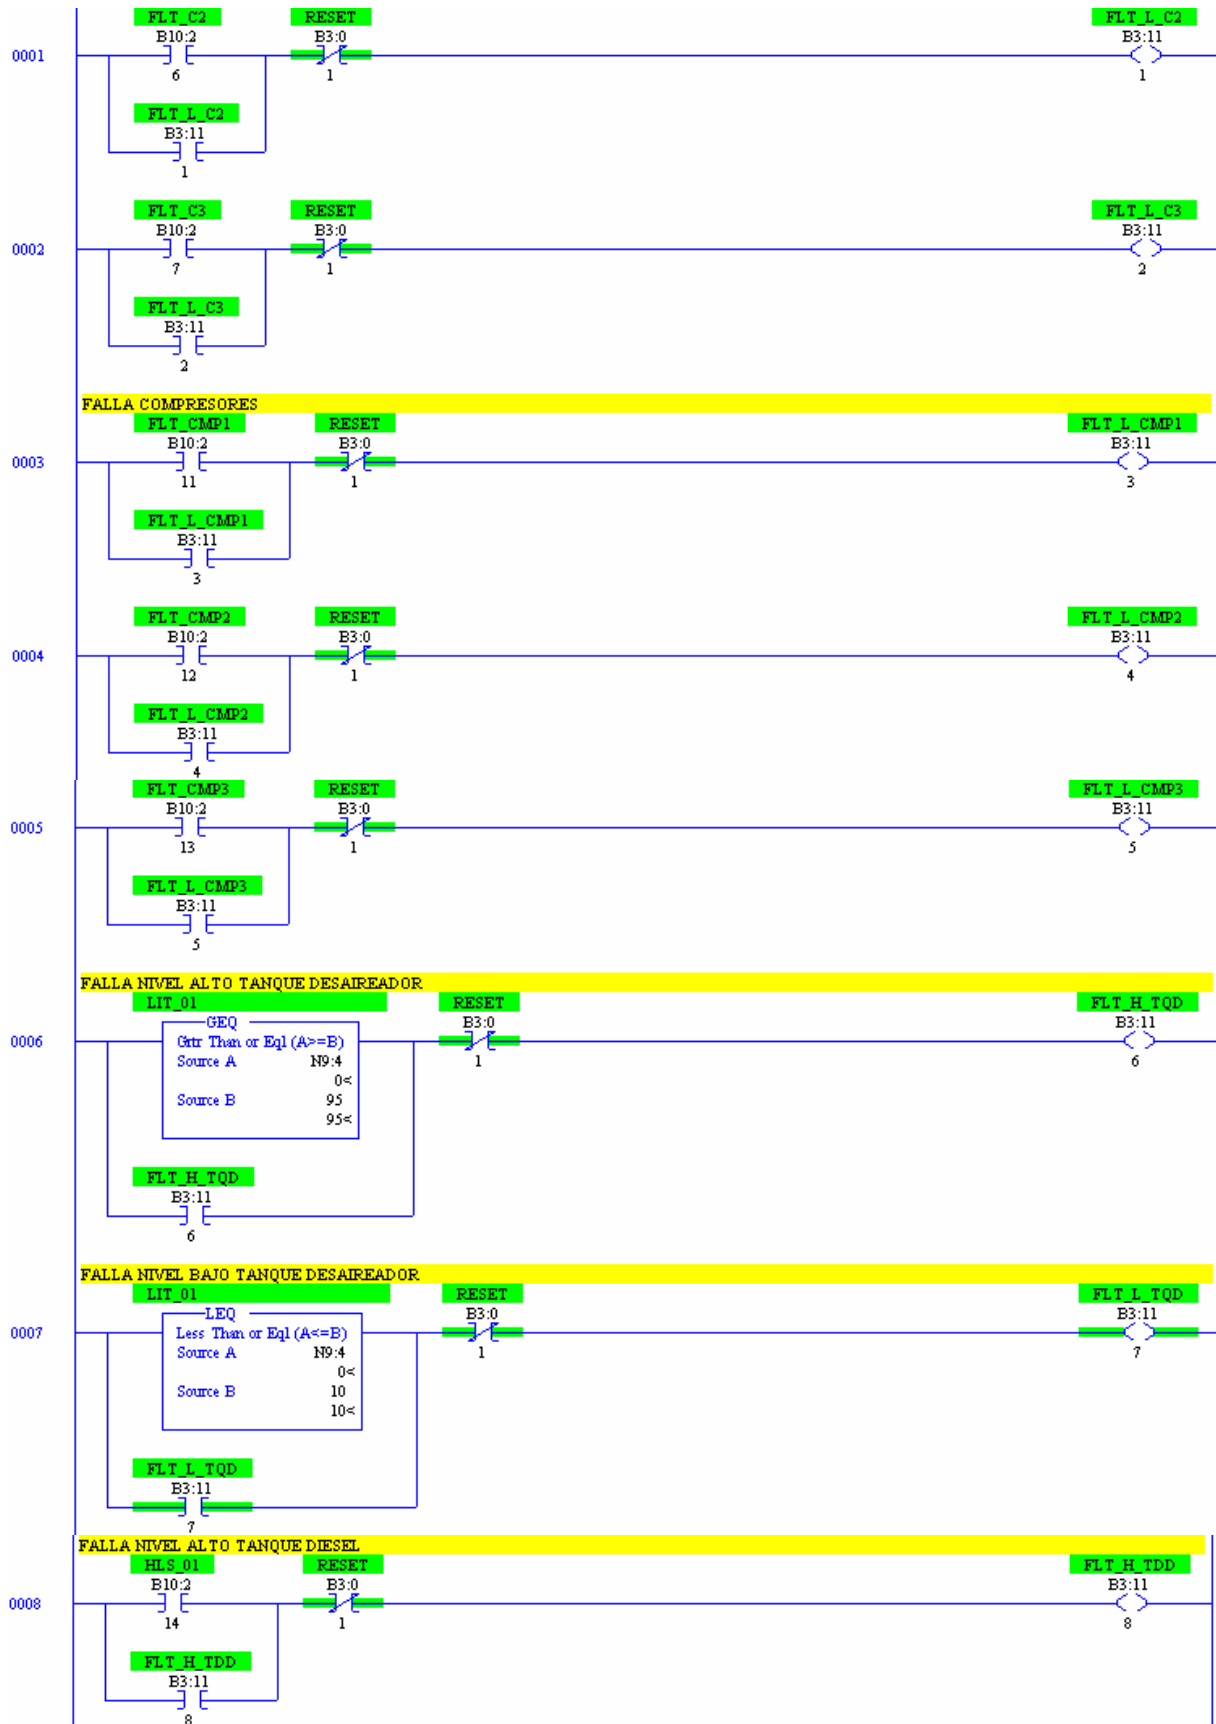 FLT_C2 RESET FLT_L_C2
B10:2 B3:0 B3:11
0001
6 1 1
FLT_L_C2
B3:11
1
FLT_C3 RESET FLT_L_C3
B10:2 B3:0 B3:11
0002
7 1 2
FLT_L_C3
B3:11
2
FALLA COMPRESORES
FLT_CMP1 RESET FLT_L_CMP1
B10:2 B3:0 B3:11
0003
11 1 3
FLT_L_CMP1
B3:11
3
FLT_CMP2 RESET FLT_L_CMP2
B10:2 B3:0 B3:11
0004
12 1 4
FLT_L_CMP2
B3:11
4
FLT_CMP3 RESET FLT_L_CMP3
B10:2 B3:0 B3:11
0005
13 1 5
FLT_L_CMP3
B3:11
5
FALLA NIVEL ALTO TANQUE DESAIREADOR
LIT_01 RESET FLT_H_TQD
GEQ B3:0 B3:11
0006 Grtr Than or Eql (A>=B)
Source A N9:4 1 6
0<
Source B 95
95<
FLT_H_TQD
B3:11
6
FALLA NIVEL BAJO TANQUE DESAIREADOR
LIT_01 RESET FLT_L_TQD
LEQ B3:0 B3:11
0007 Less Than or Eql (A<=B)
Source A N9:4 1 7
0<
Source B 10
10<
FLT_L_TQD
B3:11
7
FALLA NIVEL ALTO TANQUE DIESEL
HLS_01 RESET FLT_H_TDD
B10:2 B3:0 B3:11
0008
14 1 8
FLT_H_TDD
B3:11
8